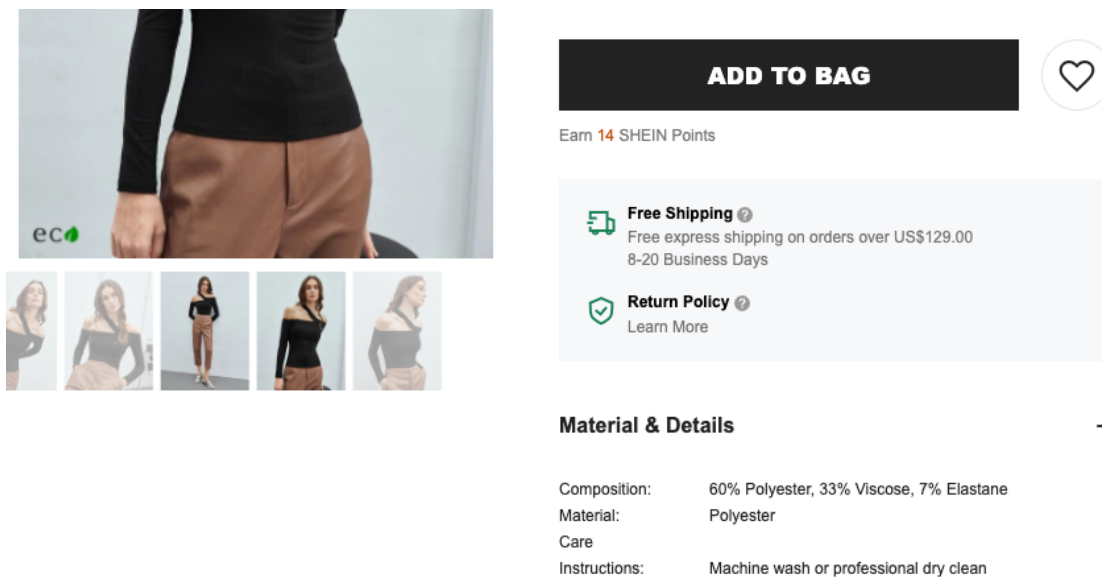 eco
ADD TO BAG
Earn 14 SHEIN Points
Free Shipping ?
Free express shipping on orders over US$129.00
8-20 Business Days
Return Policy ?
Learn More
Material & Details -
Composition: 60% Polyester, 33% Viscose, 7% Elastane
Material: Polyester
Care
Instructions: Machine wash or professional dry clean